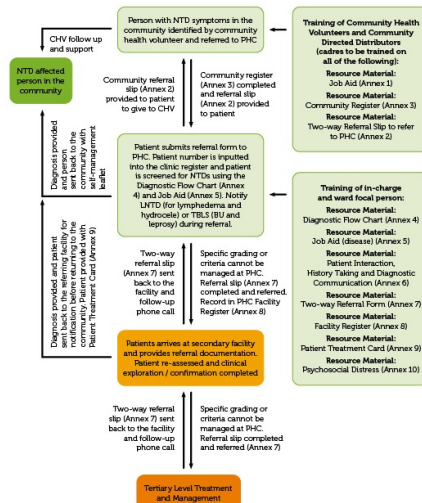 CHV follow up
and support
Person with NTD symptoms in the
community identified by community
health volunteer and referred to PHC
Training of Community Health
Volunteers and Community
Directed Distributors
(cadres to be trained on
all of the following):
Resource Material:
Job Aid (Annex 1)
Resource Material:
Community Register (Annex 3)
Resource Material:
Two-way Referral Slip to refer
to PHC (Annex 2)
NTD affected
person in the
community
Community referral
slip (Annex 2)
provided to patient
to give to CHV
Community register
(Annex 3) completed
and referral slip
(Annex 2) provided
to patient
Diagnosis provided
and person
sent back to the
community with
self-management
leaflet
Patient submits referral form to
PHC. Patient number is inputted
into the clinic register and patient
is screened for NTDs using
the Diagnostic Flow Chart (Annex
4) and Job Aid (Annex 5). Notify
LNTD (for lymphedema and
hydrocele) or TBLS (BU and
leprosy) during referral.
Training of in-charge
and ward focal person:
Resource Material:
Diagnostic Flow Chart (Annex 4)
Resource Material:
Job Aid (disease) (Annex 5)
Resource Material:
Patient Interaction,
History Taking and Diagnostic
Communication (Annex 6)
Resource Material:
Two-way Referral Form (Annex 7)
Resource Material:
Facility Register (Annex 8)
Resource Material:
Patient Treatment Card (Annex 9)
Resource Material:
Psychosocial Distress (Annex 10)
Diagnosis provided and patient
sent back to the referring facility for
notification before returning to the
community. Patient provided with
Patient Treatment Card (Annex 9)
Two-way referral
slip (Annex 7) sent
back to the
facility and
follow-up
phone call
Specific grading or
criteria cannot be
managed at PHC.
Referral slip (Annex 7)
completed and referred.
Record in PHC Facility
Register (Annex 8)
Patients arrives at secondary facility
and provides referral documentation.
Patient re-assessed and clinical
exploration / confirmation completed
Two-way referral
slip (Annex 7) sent
back to the facility
and follow-up
phone call
Specific grading or
criteria cannot be
managed at PHC.
Referral slip completed
and referred (Annex 7)
Tertiary Level Treatment
and Management